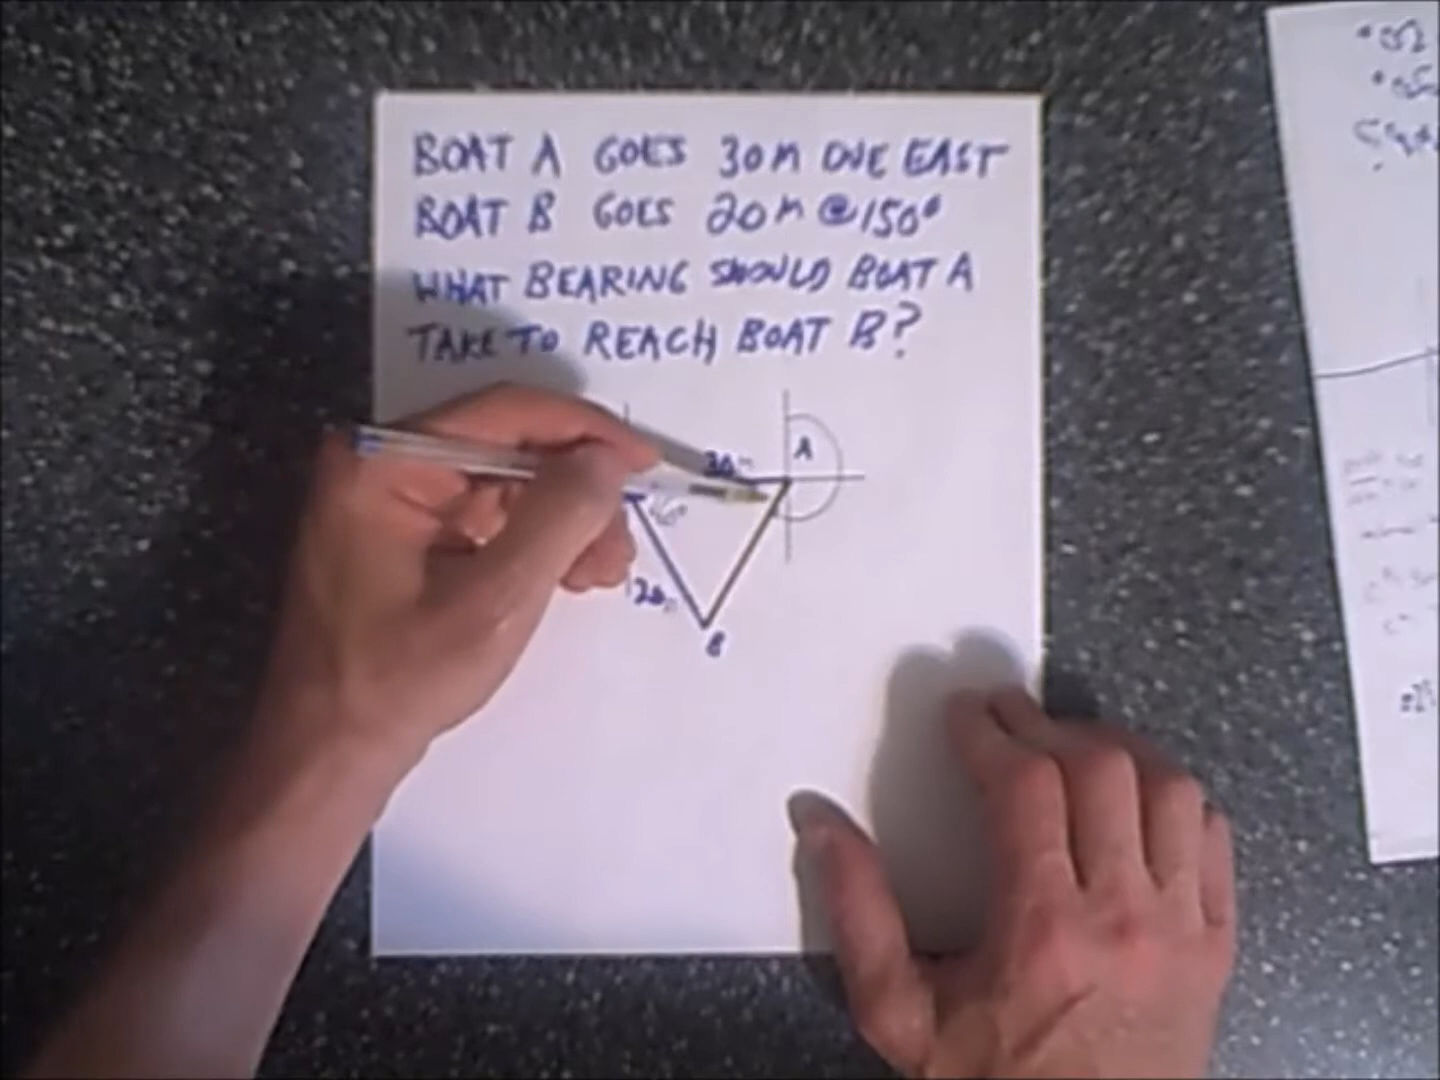 BOAT A GOES 30M DUE EAST
BOAT B GOES 20M @ 150°
WHAT BEARING SHOULD BOAT A
TAKE TO REACH BOAT B?
A
30m
60°
20m
B